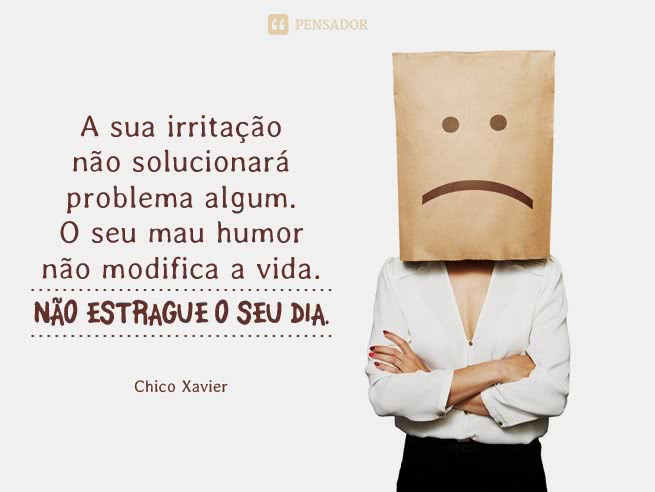 PENSADOR
A sua irritação
não solucionará
problema algum.
O seu mau humor
não modifica a vida.
NÃO ESTRAGUE O SEU DIA.
Chico Xavier